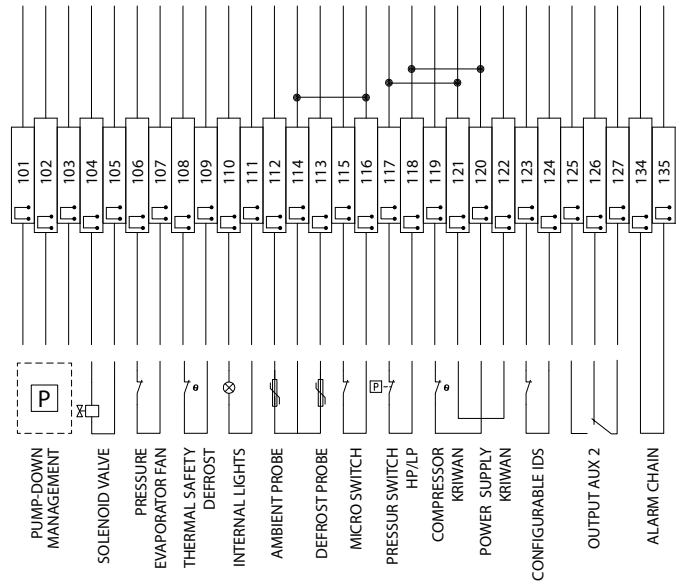 101
102
103
104
105
106
107
108
109
110
111
112
114
113
115
116
117
118
119
121
120
122
123
124
125
126
127
134
135
P
θ
P
θ
PUMP-DOWN
MANAGEMENT
SOLENOID VALVE
PRESSURE
EVAPORATOR FAN
THERMAL SAFETY
DEFROST
INTERNAL LIGHTS
AMBIENT PROBE
DEFROST PROBE
MICRO SWITCH
PRESSUR SWITCH
HP/LP
COMPRESSOR
KRIWAN
POWER SUPPLY
KRIWAN
CONFIGURABLE IDS
OUTPUT AUX 2
ALARM CHAIN